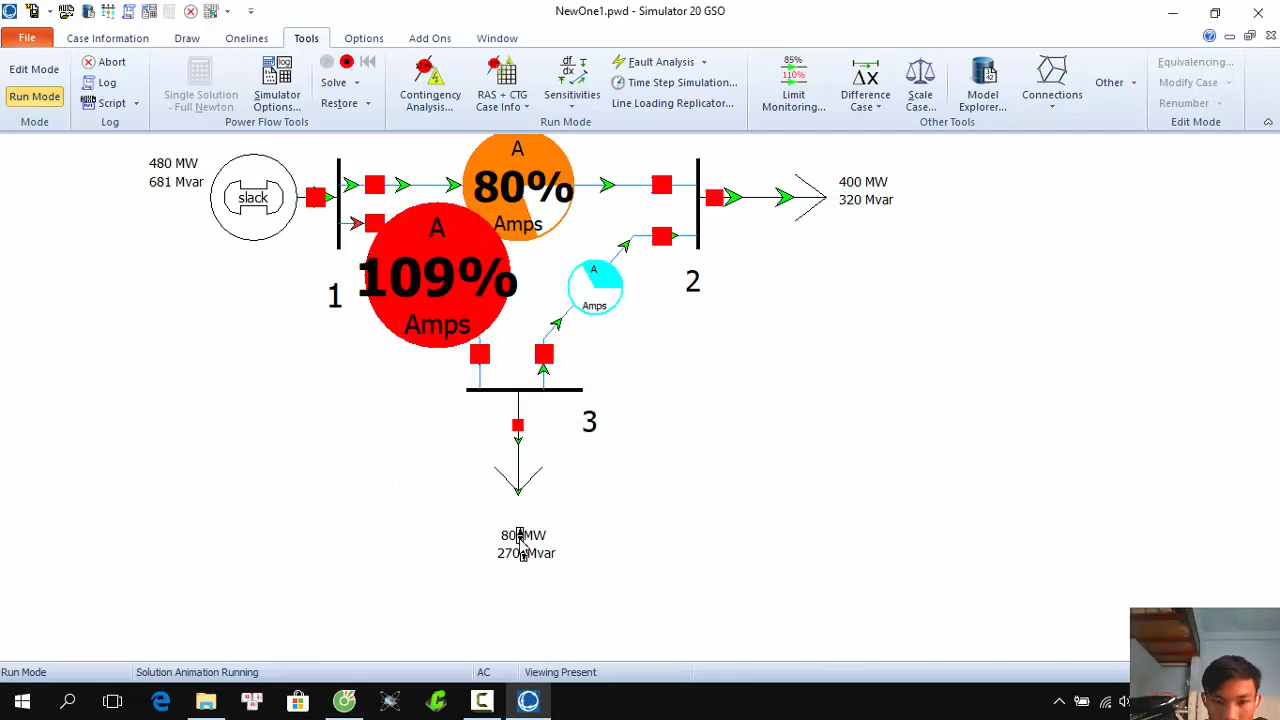 NewOne1.pwd - Simulator 20 GSO
File
Case Information
Draw
Onelines
Tools
Options
Add Ons
Window
Edit Mode
Run Mode
Mode
Abort
Log
Script
Log
Single Solution
- Full Newton
Simulator
Options...
Solve
Restore
Power Flow Tools
Contingency
Analysis...
RAS + CTG
Case Info
Sensitivities
Fault Analysis
Time Step Simulation...
Line Loading Replicator...
Run Mode
85%
110%
Limit
Monitoring...
Difference
Case
Scale
Case...
Model
Explorer...
Connections
Other
Other Tools
Equivalencing...
Modify Case
Renumber
Edit Mode
480 MW
681 Mvar
slack
1
A
80%
Amps
A
109%
Amps
A
Amps
2
400 MW
320 Mvar
3
80 MW
270 Mvar
Run Mode
Solution Animation Running
AC
Viewing Present